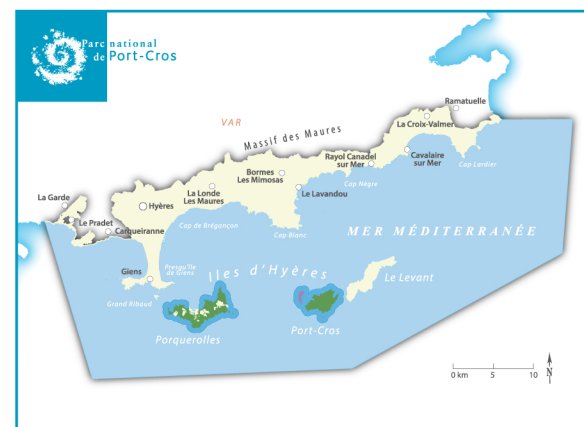 Parc national
de Port-Cros
Ramatuelle
La Croix-Valmer
VAR
Massif des Maures
Rayol Canadel
sur Mer
Cavalaire
sur Mer
Cap Lardier
Bormes
Les Mimosas
Cap Nègre
La Londe
Les Maures
Le Lavandou
La Garde
Hyères
Le Pradet
Carqueiranne
Cap de Brégançon
Cap Blanc
MER MÉDITERRANÉE
Giens
Presqu'île
de Giens
Iles d'Hyères
Le Levant
Grand Ribaud
Porquerolles
Port-Cros
0 km 5 10
N